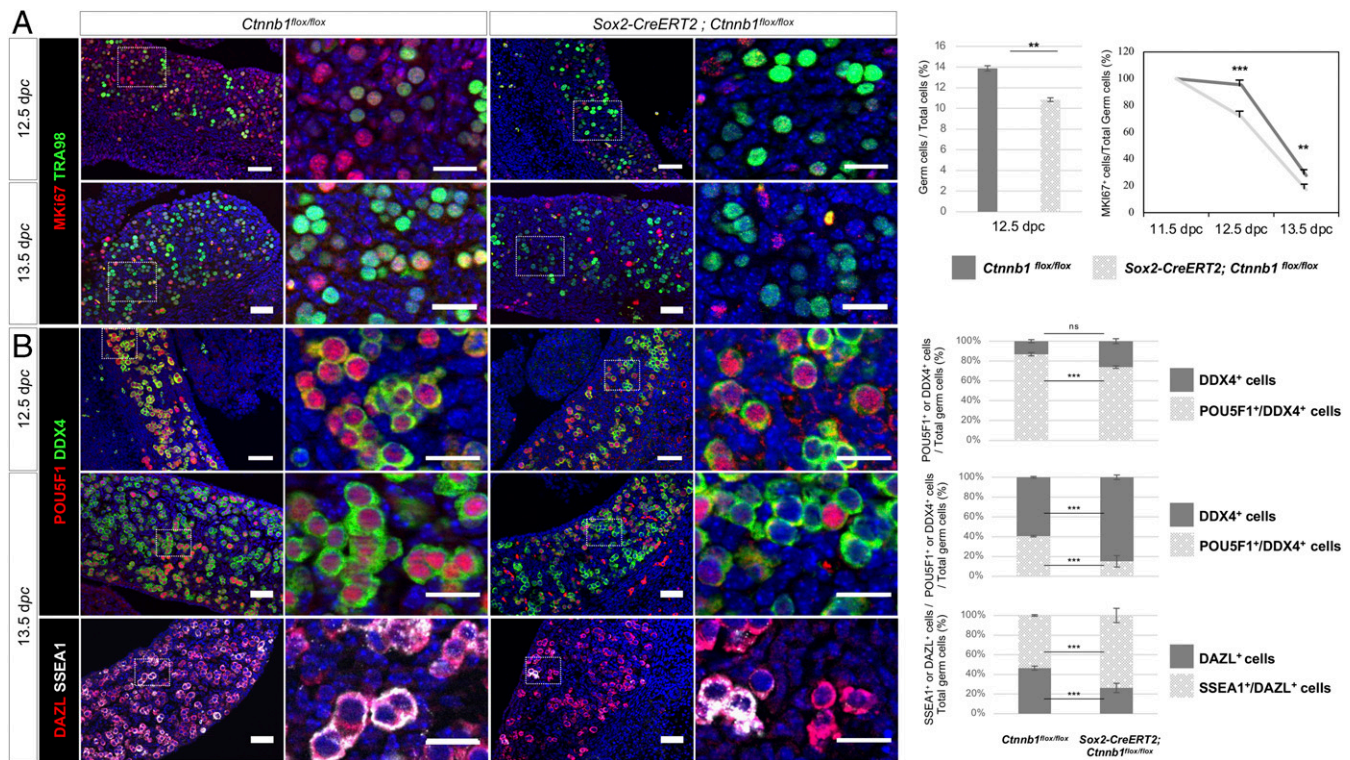 A
Ctnnb1flox/flox
Sox2-CreERT2 ; Ctnnb1flox/flox
12.5 dpc
13.5 dpc
MKi67 TRA98
Germ cells / Total cells (%)
16
14
12
10
8
6
4
2
0
**
12.5 dpc
MKI67+ cells/Total Germ cells (%)
120
100
80
60
40
20
0
***
**
11.5 dpc 12.5 dpc 13.5 dpc
Ctnnb1 flox/flox
Sox2-CreERT2; Ctnnb1 flox/flox
B
12.5 dpc
13.5 dpc
POU5F1 DDX4
DAZL SSEA1
POU5F1+ or DDX4+ cells
/ Total germ cells (%)
100%
80%
60%
40%
20%
0%
ns
***
DDX4+ cells
POU5F1+/DDX4+ cells
POU5F1+ or DDX4+ cells
/ Total germ cells (%)
100%
80%
60%
40%
20%
0%
***
***
DDX4+ cells
POU5F1+/DDX4+ cells
SSEA1+ or DAZL+ cells /
Total germ cells (%)
100%
80%
60%
40%
20%
0%
***
***
DAZL+ cells
SSEA1+/DAZL+ cells
Ctnnb1flox/flox
Sox2-CreERT2;
Ctnnb1flox/flox